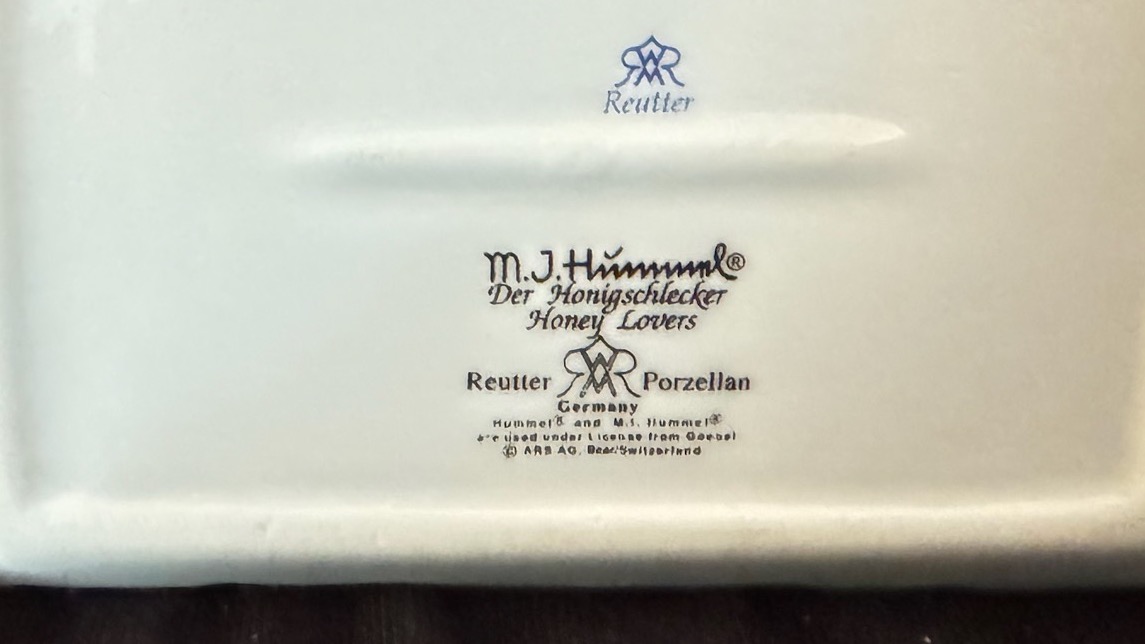 Reutter
M.J.Hummel®
Der Honigschlecker
Honey Lovers
Reutter Porzellan
Germany
Hummel® and M.I. Hummel®
are used under License from Goebel
© ARS AG, Baar/Switzerland